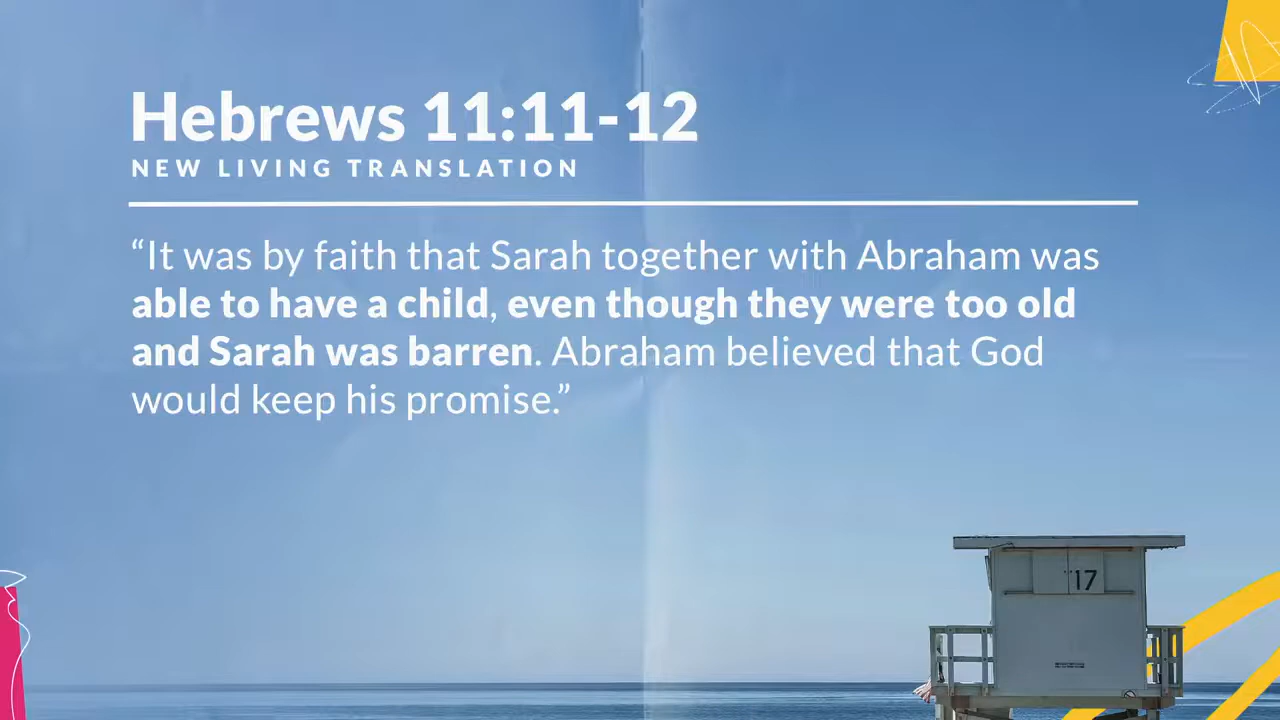 Hebrews 11:11-12
NEW LIVING TRANSLATION
“It was by faith that Sarah together with Abraham was
able to have a child, even though they were too old
and Sarah was barren. Abraham believed that God
would keep his promise.”
17